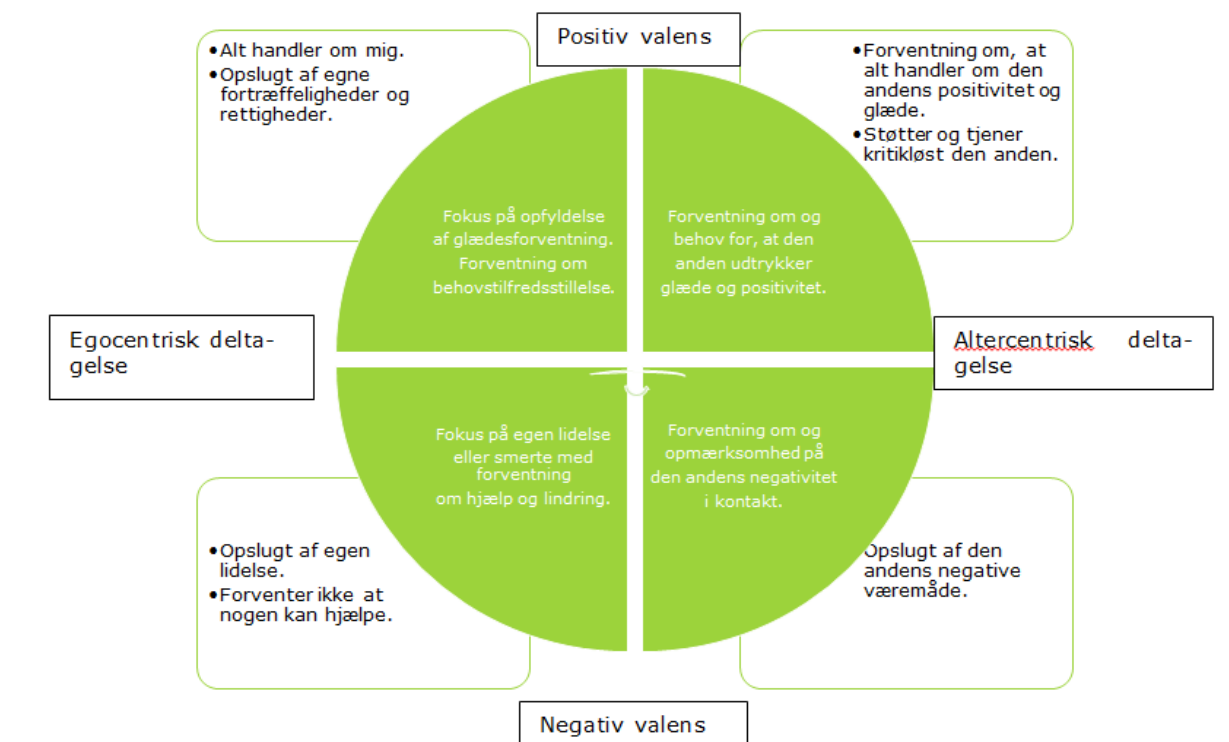 Positiv valens
•Alt handler om mig.
•Opslugt af egne
fortræffeligheder og
rettigheder.
•Forventning om, at
alt handler om den
andens positivitet og
glæde.
•Støtter og tjener
kritikløst den anden.
Fokus på opfyldelse
af glædesforventning.
Forventning om
behovstilfredsstillelse.
Forventning om og
behov for, at den
anden udtrykker
glæde og positivitet.
Egocentrisk delta-
gelse
Altercentrisk delta-
gelse
Fokus på egen lidelse
eller smerte med
forventning
om hjælp og lindring.
Forventning om og
opmærksomhed på
den andens negativitet
i kontakt.
•Opslugt af egen
lidelse.
•Forventer ikke at
nogen kan hjælpe.
Opslugt af den
andens negative
væremåde.
Negativ valens